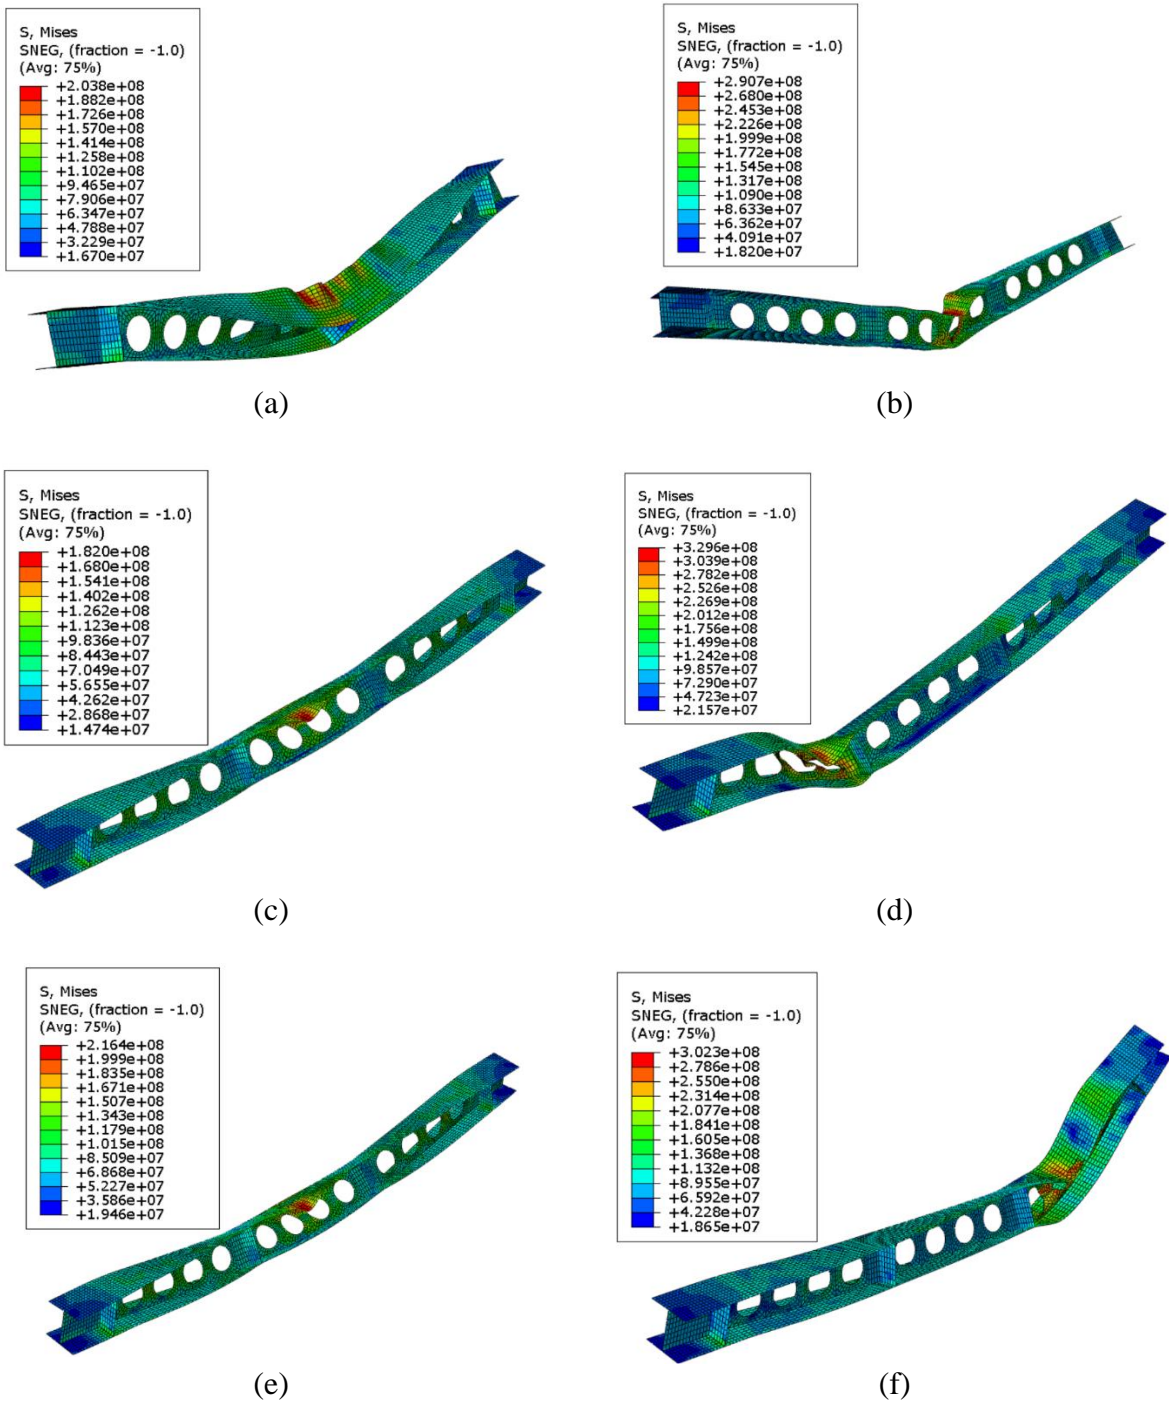 S, Mises
SNEG, (fraction = -1.0)
(Avg: 75%)
+2.038e+08
+1.882e+08
+1.726e+08
+1.570e+08
+1.414e+08
+1.258e+08
+1.102e+08
+9.465e+07
+7.906e+07
+6.347e+07
+4.788e+07
+3.229e+07
+1.670e+07
(a)
S, Mises
SNEG, (fraction = -1.0)
(Avg: 75%)
+2.907e+08
+2.680e+08
+2.453e+08
+2.226e+08
+1.999e+08
+1.772e+08
+1.545e+08
+1.317e+08
+1.090e+08
+8.633e+07
+6.362e+07
+4.091e+07
+1.820e+07
(b)
S, Mises
SNEG, (fraction = -1.0)
(Avg: 75%)
+1.820e+08
+1.680e+08
+1.541e+08
+1.402e+08
+1.262e+08
+1.123e+08
+9.836e+07
+8.443e+07
+7.049e+07
+5.655e+07
+4.262e+07
+2.868e+07
+1.474e+07
(c)
S, Mises
SNEG, (fraction = -1.0)
(Avg: 75%)
+3.296e+08
+3.039e+08
+2.782e+08
+2.526e+08
+2.269e+08
+2.012e+08
+1.756e+08
+1.499e+08
+1.242e+08
+9.857e+07
+7.290e+07
+4.723e+07
+2.157e+07
(d)
S, Mises
SNEG, (fraction = -1.0)
(Avg: 75%)
+2.164e+08
+1.999e+08
+1.835e+08
+1.671e+08
+1.507e+08
+1.343e+08
+1.179e+08
+1.015e+08
+8.509e+07
+6.868e+07
+5.227e+07
+3.586e+07
+1.946e+07
(e)
S, Mises
SNEG, (fraction = -1.0)
(Avg: 75%)
+3.023e+08
+2.786e+08
+2.550e+08
+2.314e+08
+2.077e+08
+1.841e+08
+1.605e+08
+1.368e+08
+1.132e+08
+8.955e+07
+6.592e+07
+4.228e+07
+1.865e+07
(f)